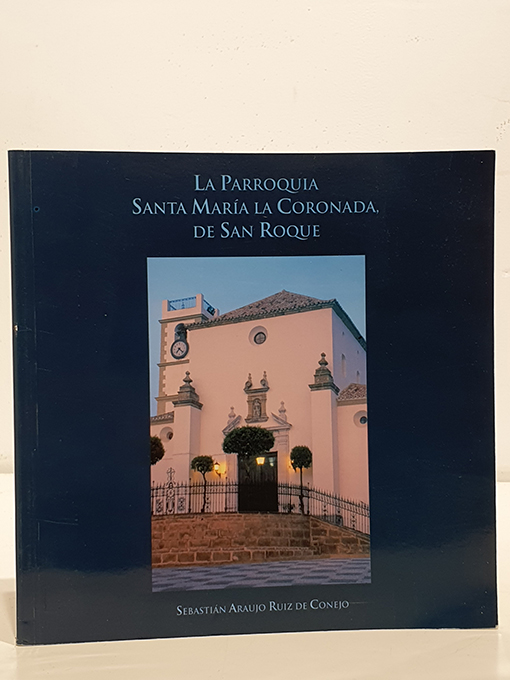 La Parroquia
Santa María la Coronada,
de San Roque
Sebastián Araujo Ruiz de Conejo